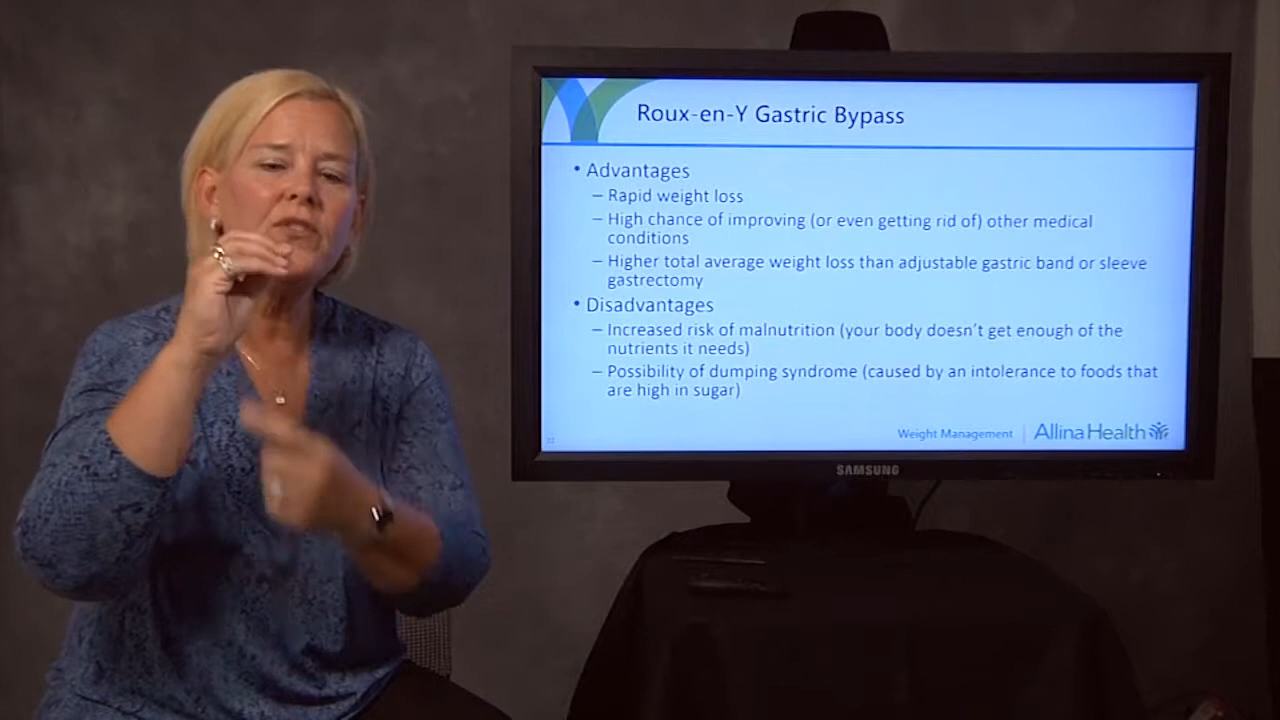 Roux-en-Y Gastric Bypass
• Advantages
– Rapid weight loss
– High chance of improving (or even getting rid of) other medical
conditions
– Higher total average weight loss than adjustable gastric band or sleeve
gastrectomy
• Disadvantages
– Increased risk of malnutrition (your body doesn't get enough of the
nutrients it needs)
– Possibility of dumping syndrome (caused by an intolerance to foods that
are high in sugar)
Weight Management | Allina Health
SAMSUNG